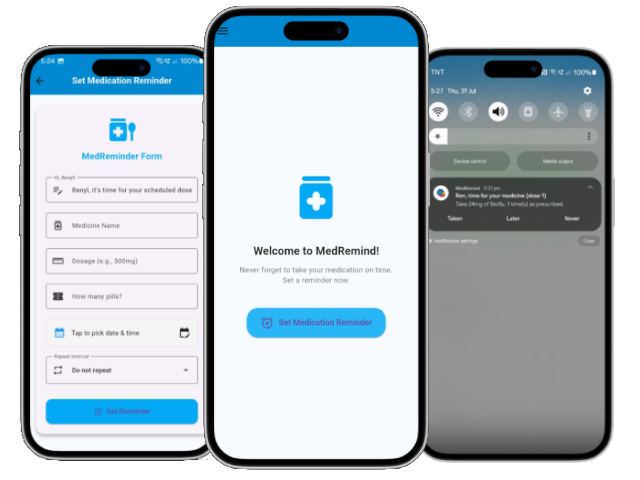 5:24
100%
Set Medication Reminder
MedReminder Form
Hi, Renyl!
Renyl, it's time for your scheduled dose
Medicine Name
Dosage (e.g., 500mg)
How many pills?
Tap to pick date & time
Repeat Interval
Do not repeat
Set Reminder
Welcome to MedRemind!
Never forget to take your medication on time.
Set a reminder now.
Set Medication Reminder
TNT
100%
5:27 Thu, 31 Jul
Device control
Media output
MedRemind 5:27 pm
Ren, time for your medicine (dose 1)
Take 34mg of Bioflu, 1 time(s) as prescribed.
Taken
Later
Never
Notification settings
Clear